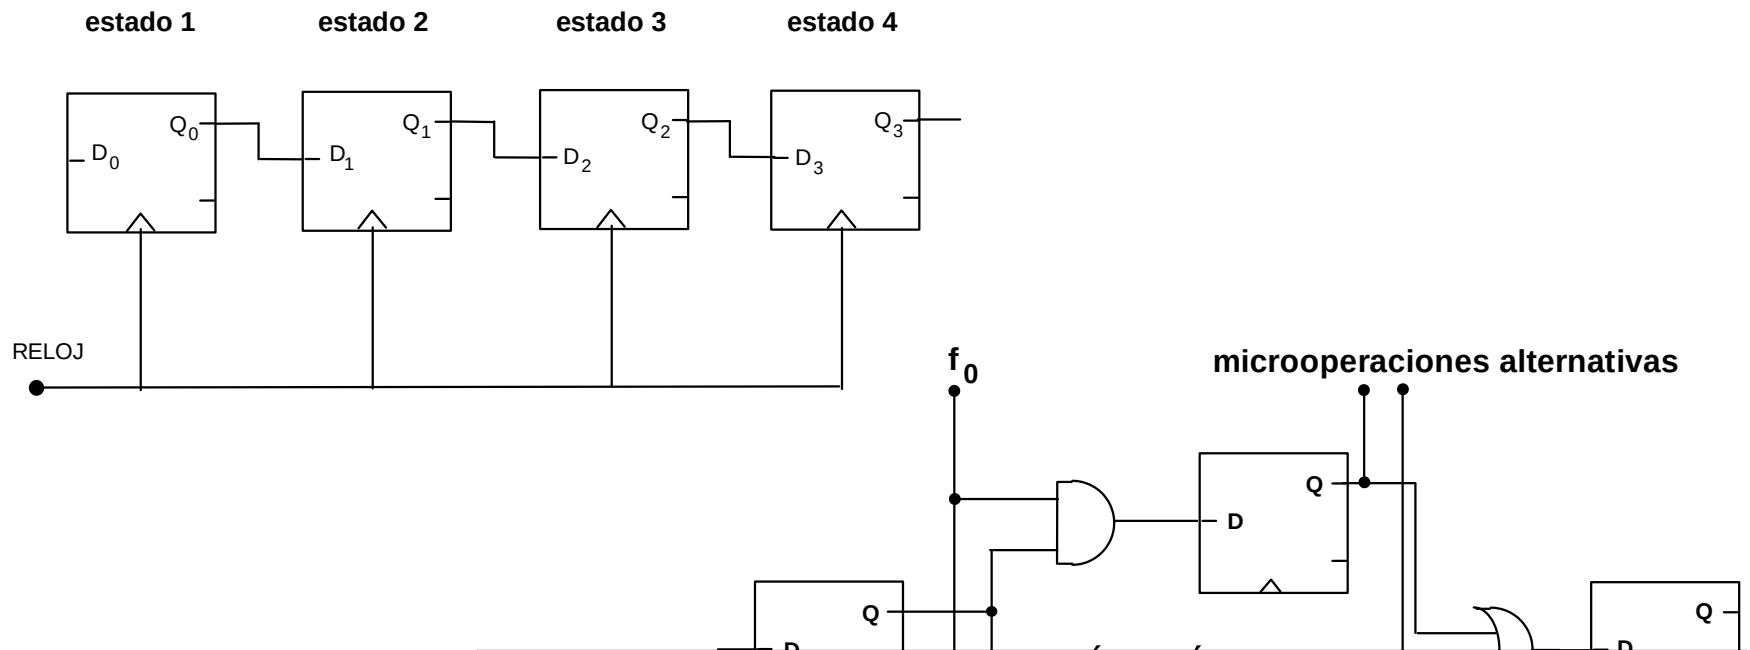 estado 1 estado 2 estado 3 estado 4
Q0 Q1 Q2 Q3
D0 D1 D2 D3
RELOJ
f0 microoperaciones alternativas
Q
D
Q Q
D D